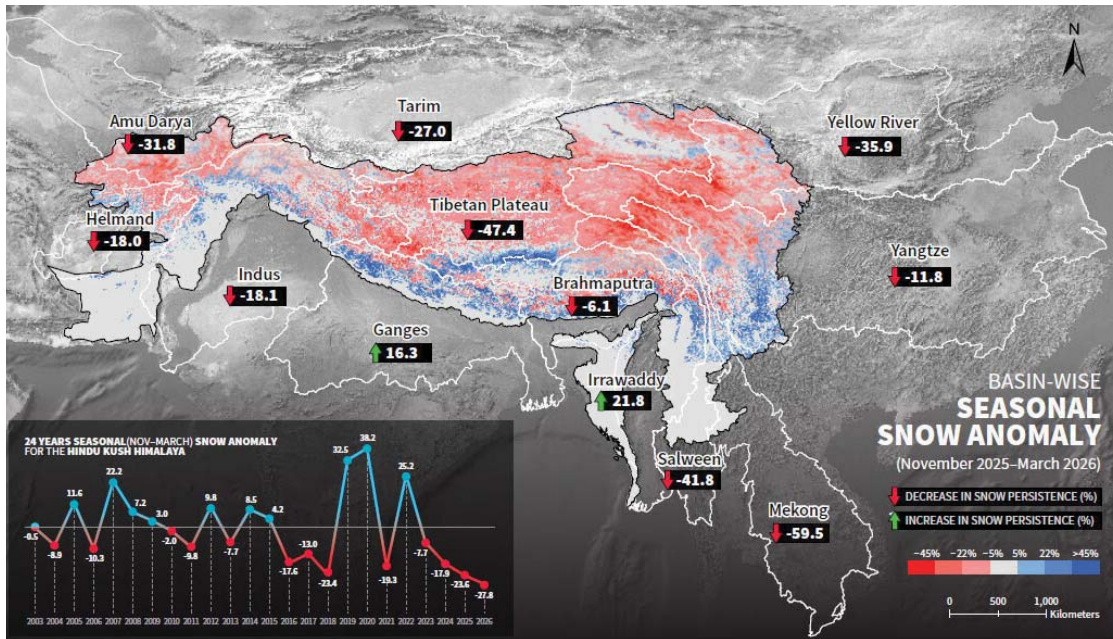 N
Tarim
-27.0
Amu Darya
-31.8
Yellow River
-35.9
Tibetan Plateau
-47.4
Helmand
-18.0
Indus
-18.1
Yangtze
-11.8
Brahmaputra
-6.1
Ganges
16.3
Irrawaddy
21.8
Salween
-41.8
Mekong
-59.5
BASIN-WISE
SEASONAL
SNOW ANOMALY
(November 2025–March 2026)
DECREASE IN SNOW PERSISTENCE (%)
INCREASE IN SNOW PERSISTENCE (%)
−45% −22% −5% 5% 22% >45%
0 500 1,000
Kilometers
24 YEARS SEASONAL(NOV–MARCH) SNOW ANOMALY
FOR THE HINDU KUSH HIMALAYA
-0.5 -8.9 11.6 -10.3 22.2 7.2 3.0 -2.0 -9.8 9.8 -7.7 8.5 4.2 -17.6 -13.0 -23.4 32.5 38.2 -19.3 25.2 -7.7 -17.9 -23.6 -27.8
2003 2004 2005 2006 2007 2008 2009 2010 2011 2012 2013 2014 2015 2016 2017 2018 2019 2020 2021 2022 2023 2024 2025 2026